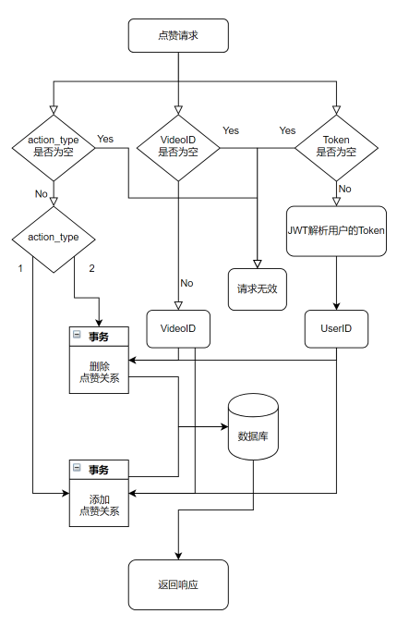 点赞请求
action_type
是否为空
Yes
VideoID
是否为空
Yes
Yes
Token
是否为空
No
No
action_type
JWT解析用户的Token
1
2
No
请求无效
VideoID
UserID
事务
删除
点赞关系
数据库
事务
添加
点赞关系
返回响应